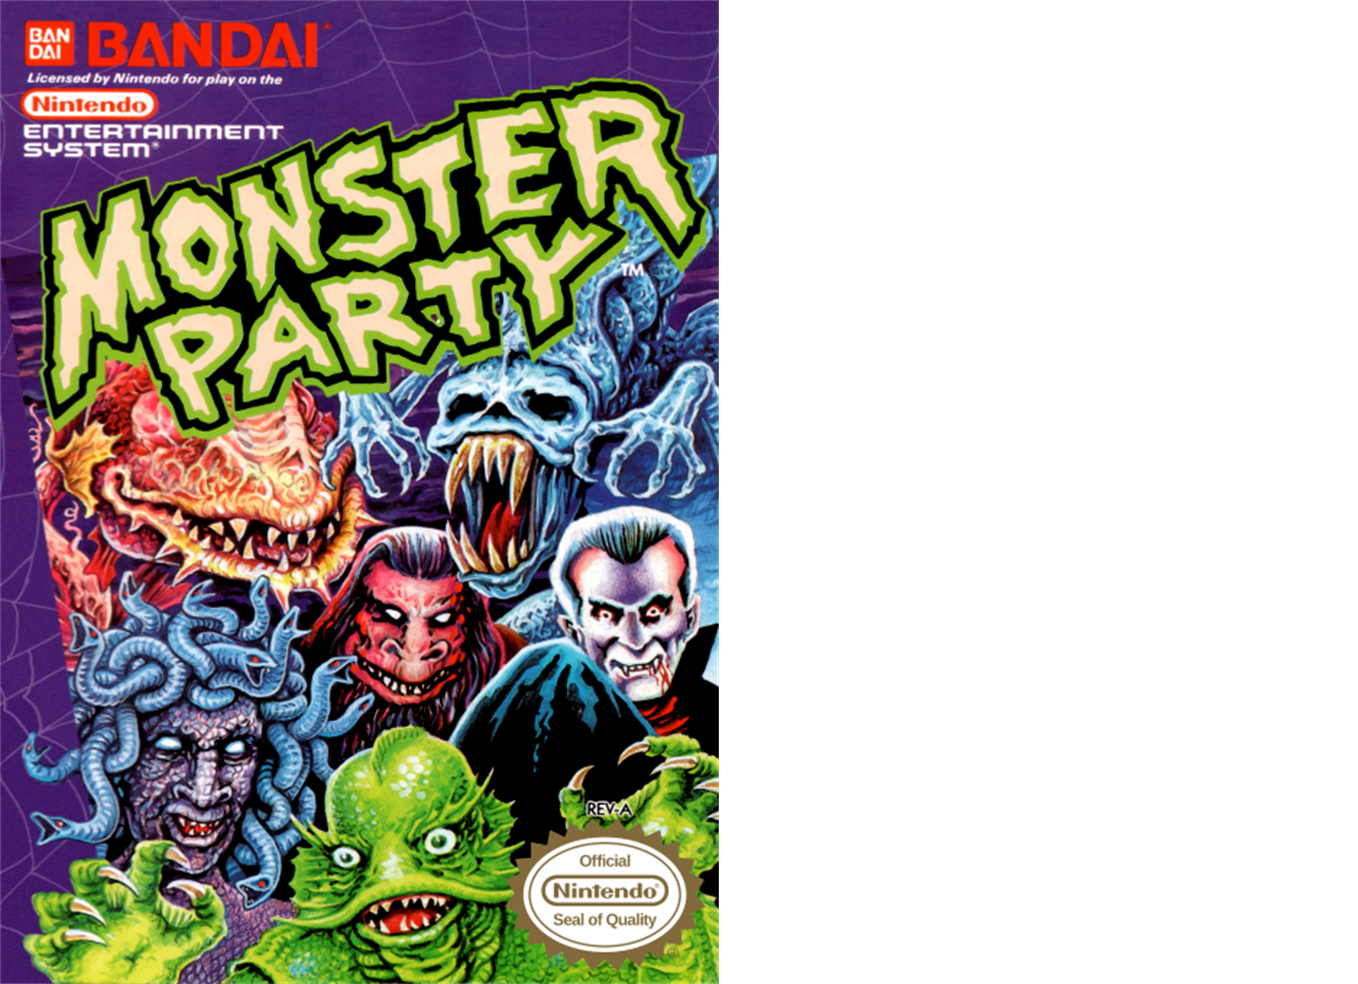 BAN
DAI
BANDAI®
Licensed by Nintendo for play on the
Nintendo
ENTERTAINMENT
SYSTEM®
MONSTER
PARTY
TM
REV-A
Official
Nintendo®
Seal of Quality